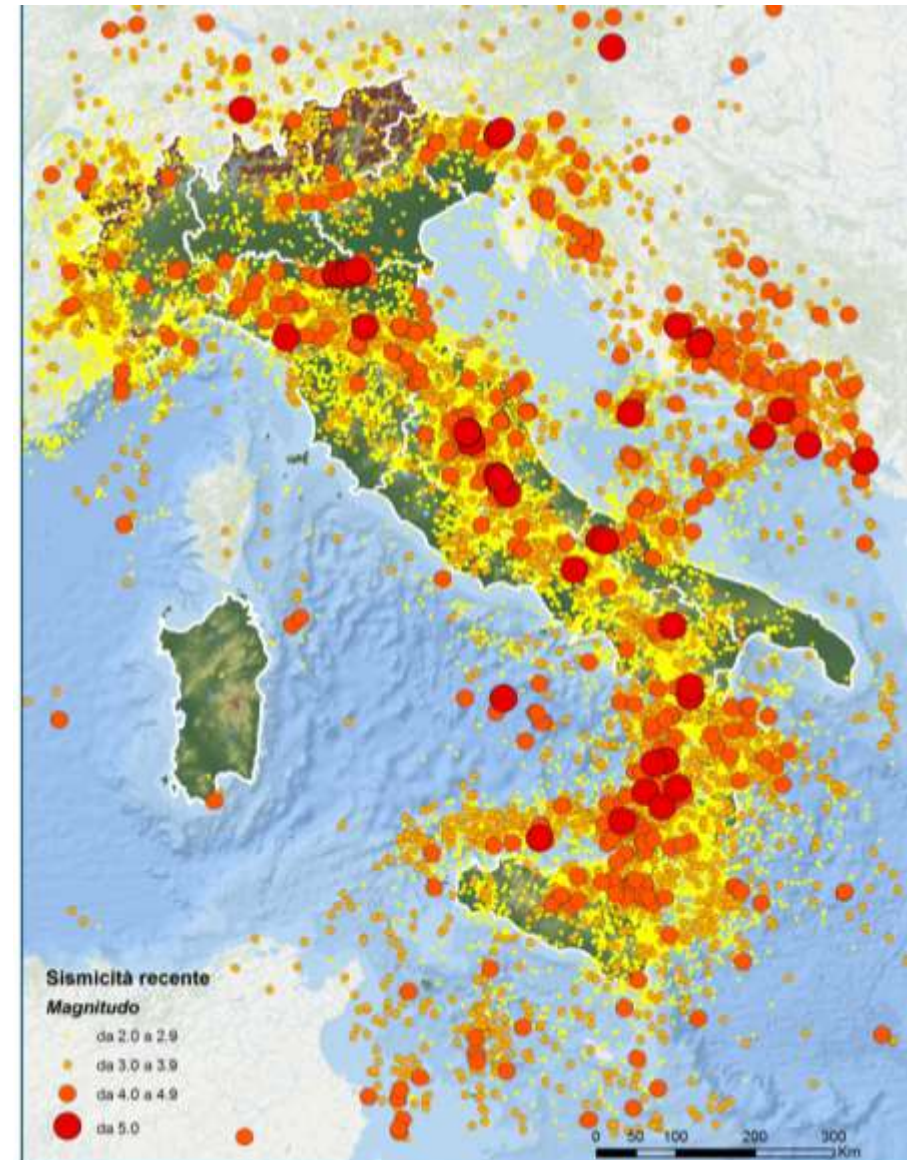 Sismicità recente
Magnitudo
da 2.0 a 2.9
da 3.0 a 3.9
da 4.0 a 4.9
da 5.0
0 50 100 200 300
Km